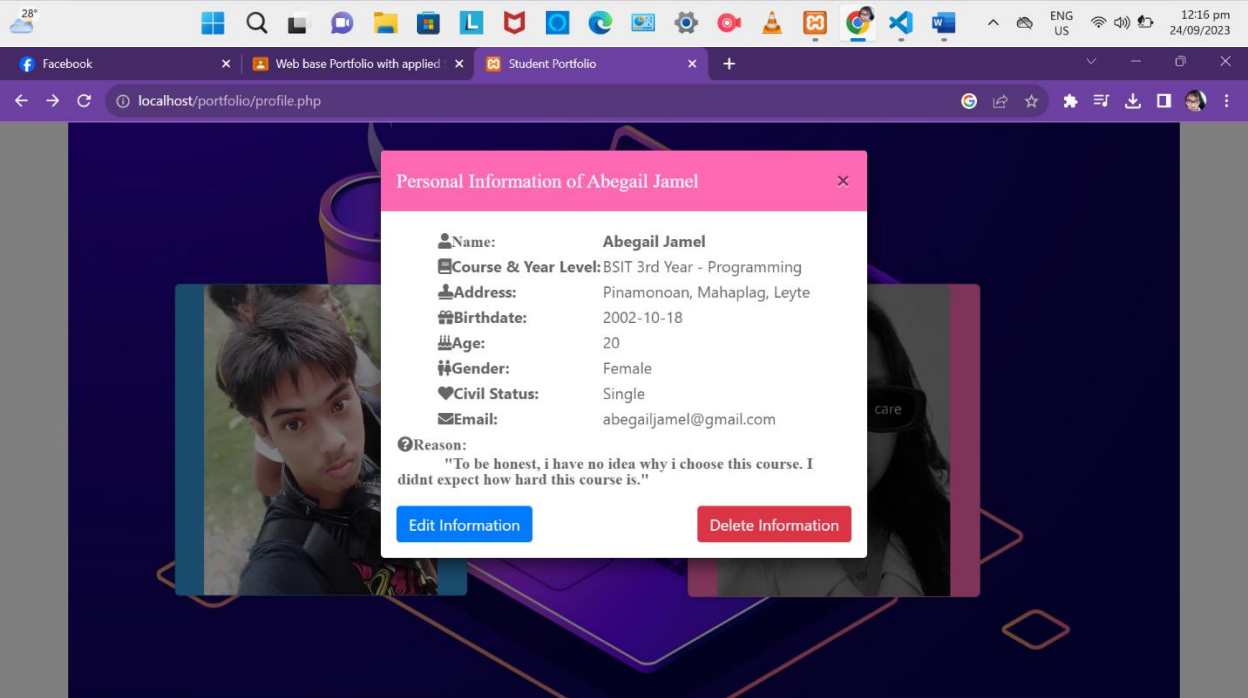 28°
ENG
US
12:16 pm
24/09/2023
Facebook
Web base Portfolio with applied
Student Portfolio
localhost/portfolio/profile.php
Personal Information of Abegail Jamel
Name: Abegail Jamel
Course & Year Level: BSIT 3rd Year - Programming
Address: Pinamonoan, Mahaplag, Leyte
Birthdate: 2002-10-18
Age: 20
Gender: Female
Civil Status: Single
Email: abegailjamel@gmail.com
Reason:
"To be honest, i have no idea why i choose this course. I
didnt expect how hard this course is."
Edit Information Delete Information
care